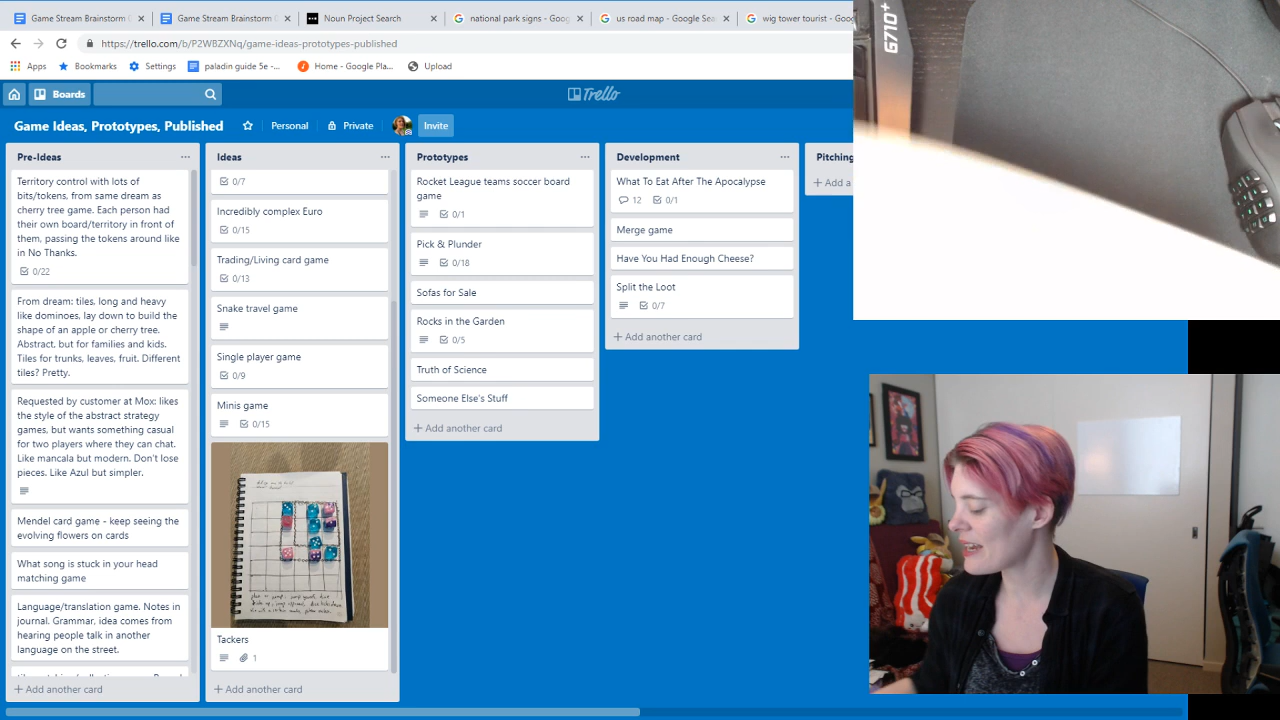 Game Stream Brainstorm D
Game Stream Brainstorm C
Noun Project Search
national park signs - Goog
us road map - Google Sea
wig tower tourist - Goog
https://trello.com/b/P2WBZXNq/game-ideas-prototypes-published
Apps
Bookmarks
Settings
paladin guide 5e -...
Home - Google Pla...
Upload
Boards
Trello
Game Ideas, Prototypes, Published
Personal
Private
Invite
Pre-Ideas
Territory control with lots of
bits/tokens, from same dream as
cherry tree game. Each person had
their own board/territory in front of
them, passing the tokens around like
in No Thanks.
0/22
From dream: tiles, long and heavy
like dominoes, lay down to build the
shape of an apple or cherry tree.
Abstract, but for families and kids.
Tiles for trunks, leaves, fruit. Different
tiles? Pretty.
Requested by customer at Mox: likes
the style of the abstract strategy
games, but wants something casual
for two players where they can chat.
Like mancala but modern. Don't lose
pieces. Like Azul but simpler.
Mendel card game - keep seeing the
evolving flowers on cards
What song is stuck in your head
matching game
Language/translation game. Notes in
journal. Grammar, idea comes from
hearing people talk in another
language on the street.
+ Add another card
Ideas
0/7
Incredibly complex Euro
0/15
Trading/Living card game
0/13
Snake travel game
Single player game
0/9
Minis game
0/15
Tackers
1
+ Add another card
Prototypes
Rocket League teams soccer board
game
0/1
Pick & Plunder
0/18
Sofas for Sale
Rocks in the Garden
0/5
Truth of Science
Someone Else's Stuff
+ Add another card
Development
What To Eat After The Apocalypse
12
0/1
Merge game
Have You Had Enough Cheese?
Split the Loot
0/7
+ Add another card
Pitching
+ Add a
G710+